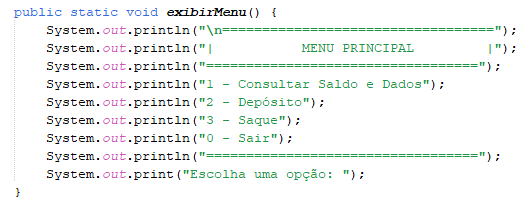 public static void exibirMenu() {
    System.out.println("\n==================================");
    System.out.println("|           MENU PRINCIPAL         |");
    System.out.println("==================================");
    System.out.println("1 - Consultar Saldo e Dados");
    System.out.println("2 - Depósito");
    System.out.println("3 - Saque");
    System.out.println("0 - Sair");
    System.out.println("==================================");
    System.out.print("Escolha uma opção: ");
}